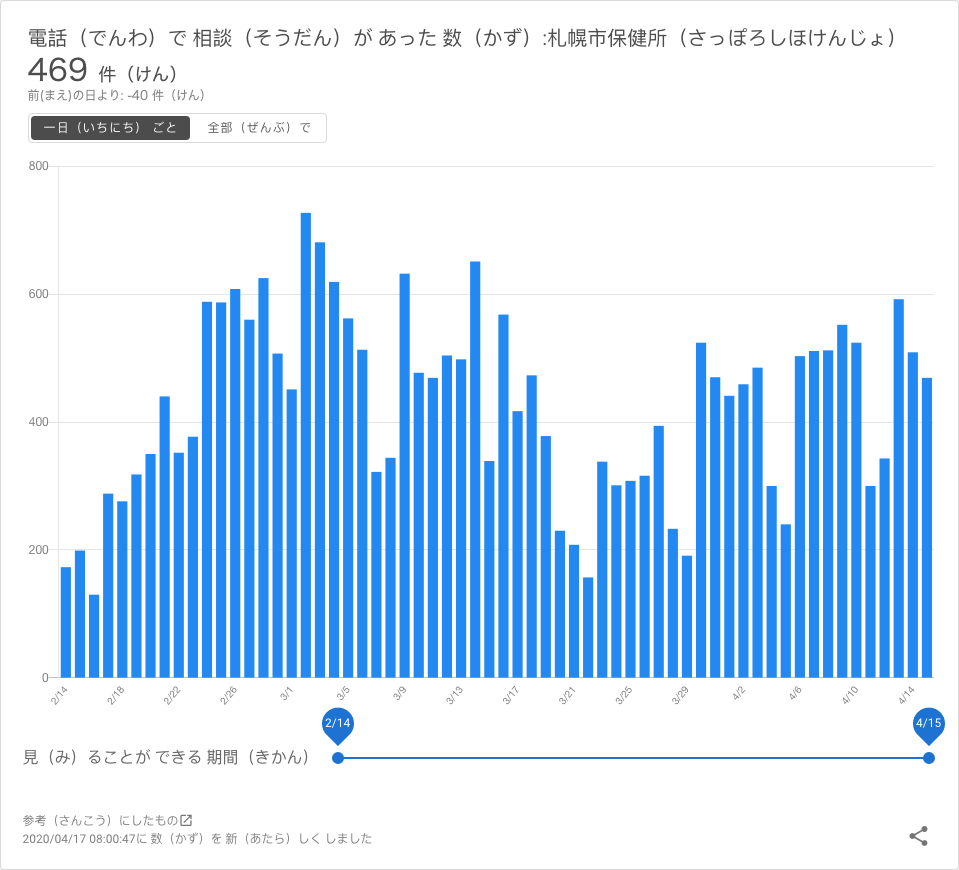 電話（でんわ）で 相談（そうだん）が あった 数（かず）:札幌市保健所（さっぽろしほけんじょ）
469 件（けん）
前(まえ)の日より: -40 件（けん）
一日（いちにち） ごと 全部（ぜんぶ）で
800
600
400
200
0
2/14 2/18 2/22 2/26 3/1 3/5 3/9 3/13 3/17 3/21 3/25 3/29 4/2 4/6 4/10 4/14
2/14 4/15
見（み）ることが できる 期間（きかん）
参考（さんこう）にしたもの
2020/04/17 08:00:47に 数（かず）を 新（あたら）しく しました